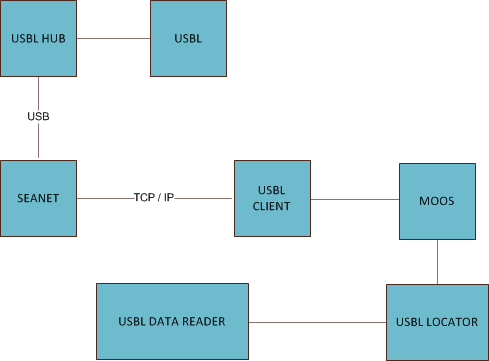 USBL HUB
USBL
USB
SEANET
TCP / IP
USBL
CLIENT
MOOS
USBL DATA READER
USBL LOCATOR